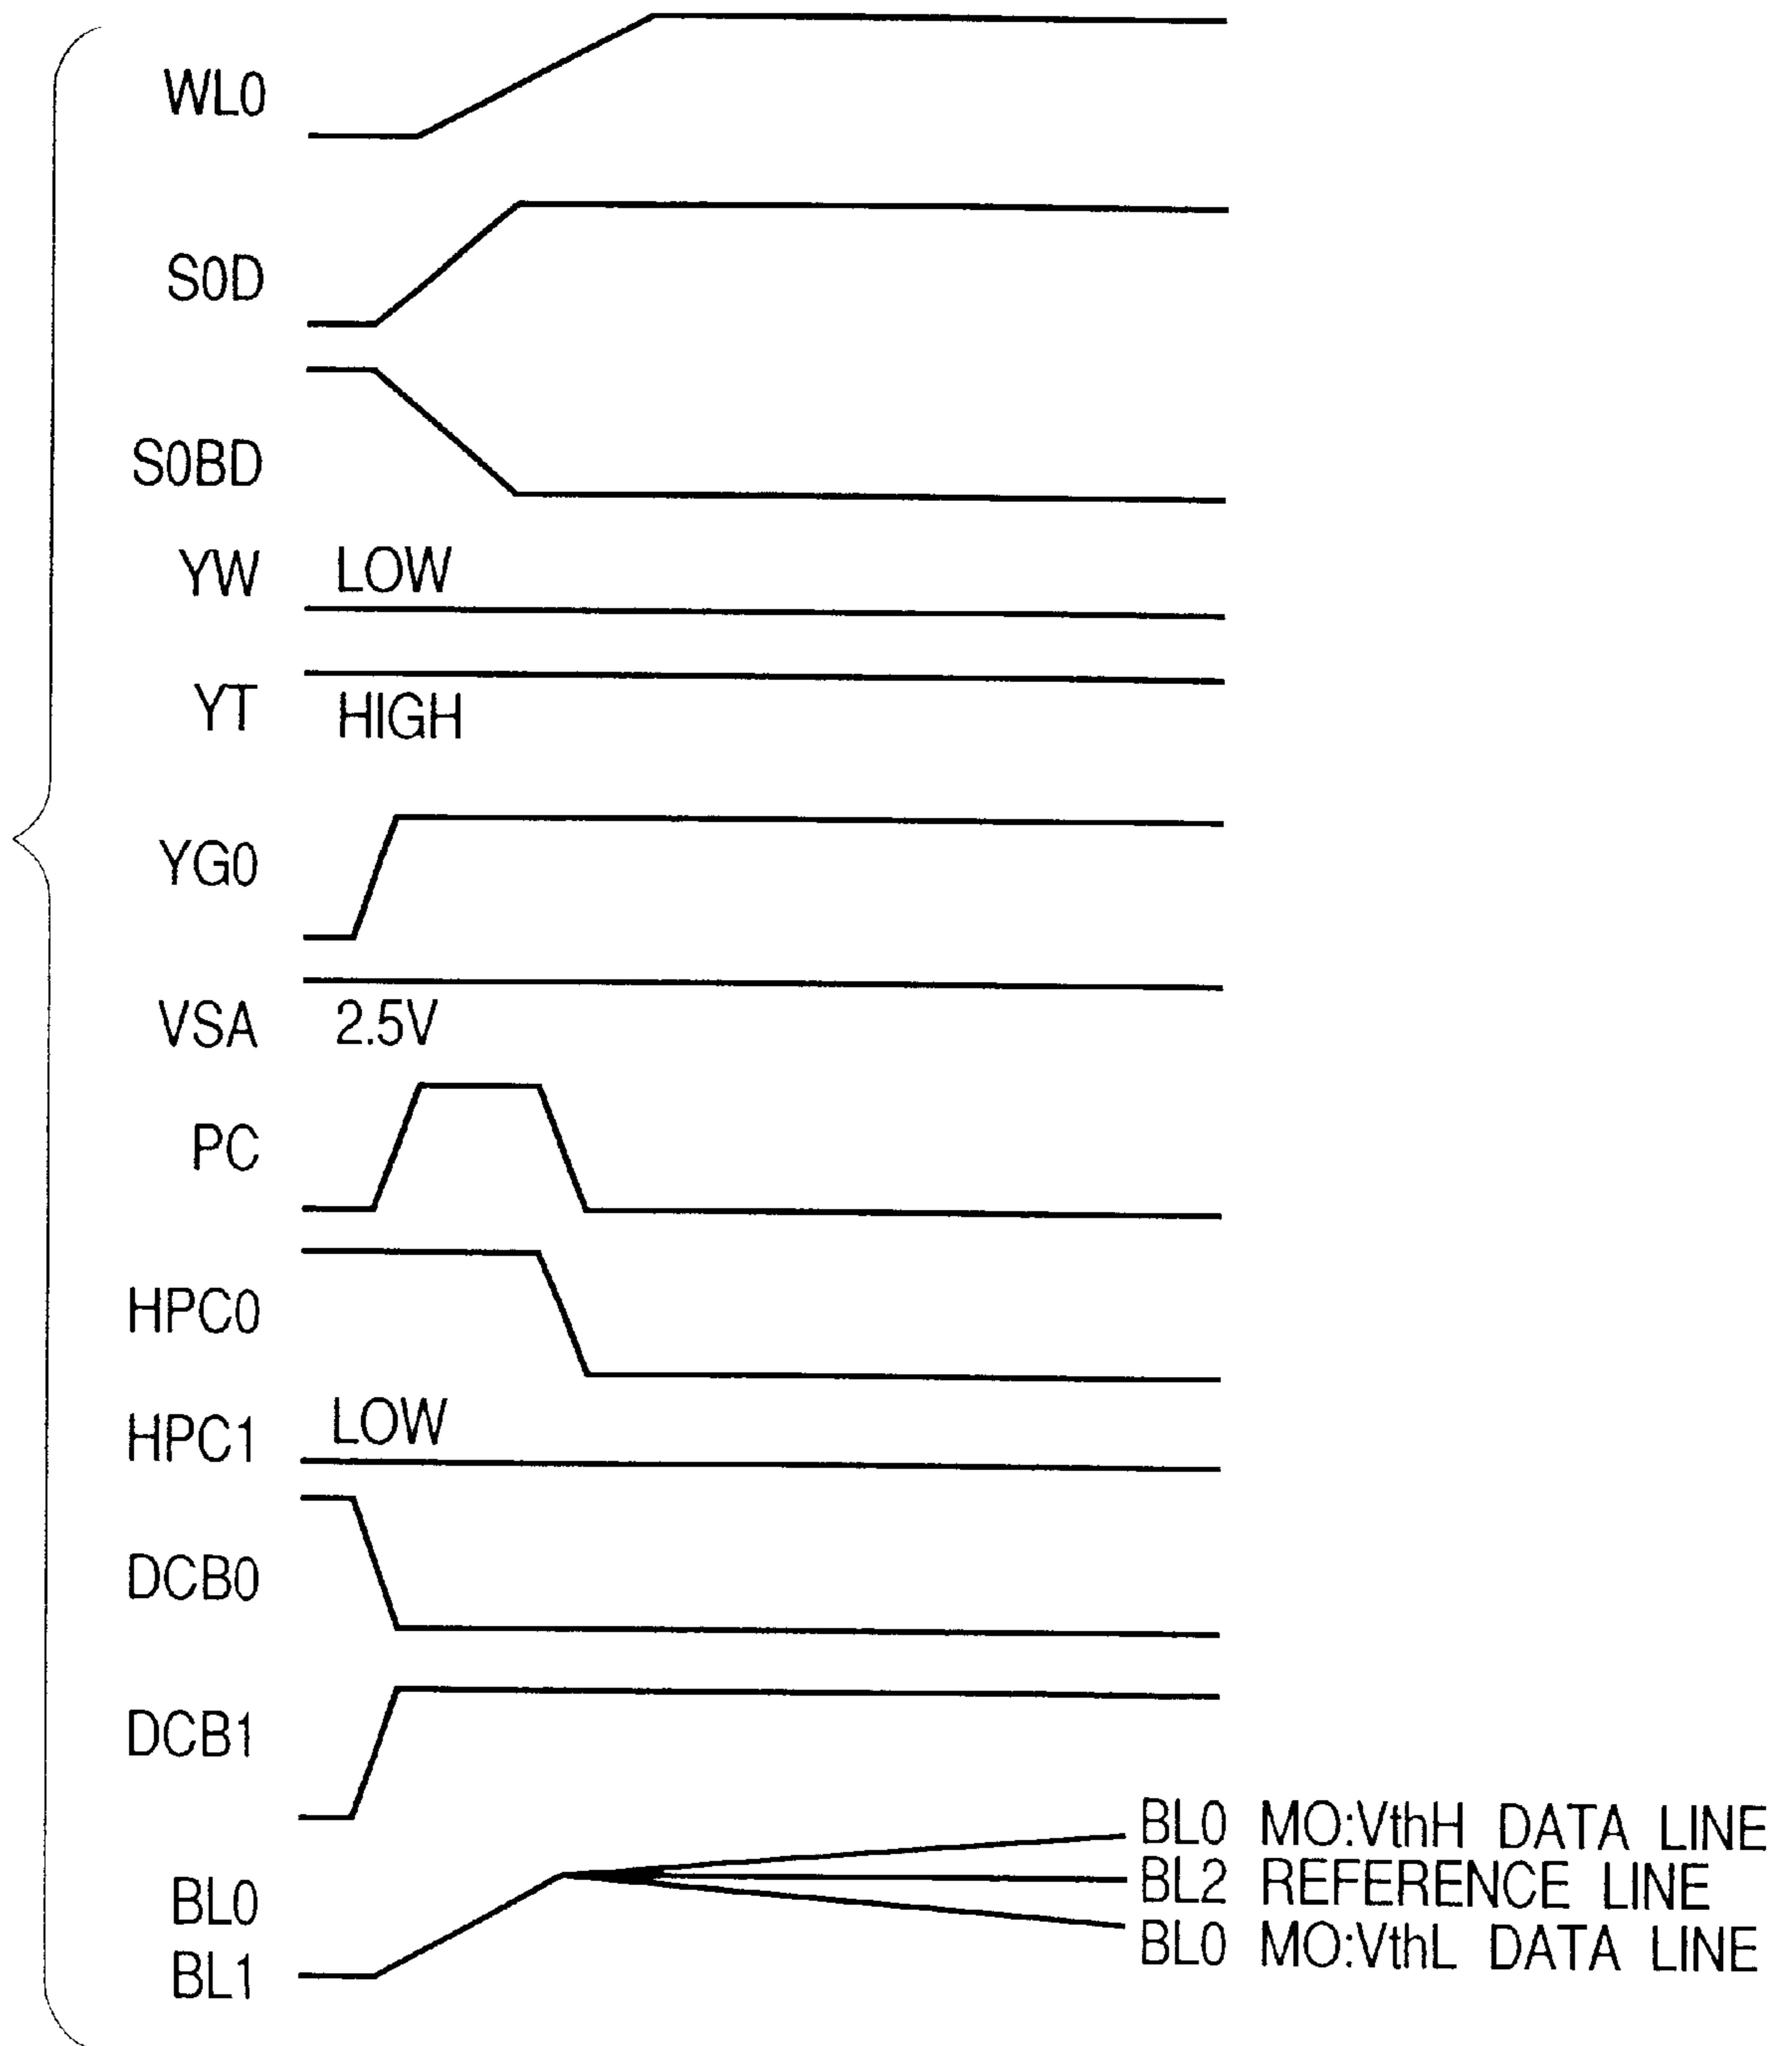 WL0
S0D
S0BD
YW LOW
YT HIGH
YG0
VSA 2.5V
PC
HPC0
HPC1 LOW
DCB0
DCB1
BL0 MO:VthH DATA LINE
BL2 REFERENCE LINE
BL0
BL0 MO:VthL DATA LINE
BL1